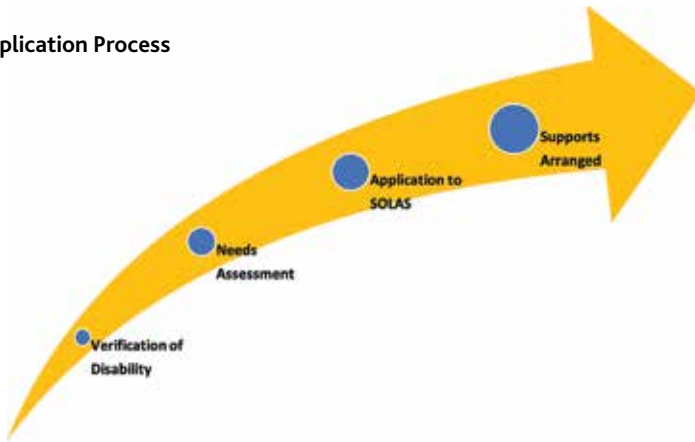 plication Process
Supports
Arranged
Application to
SOLAS
Needs
Assessment
Verification of
Disability